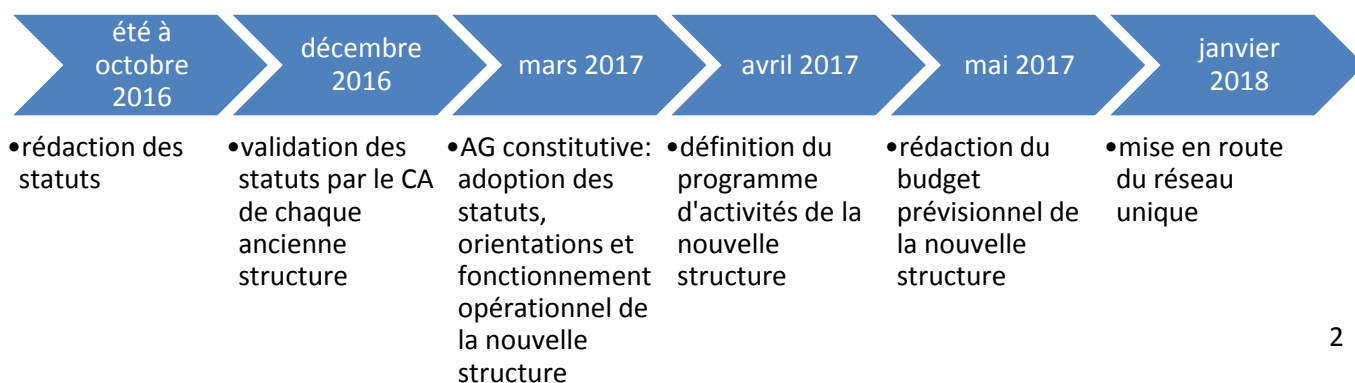 été à
octobre
2016
décembre
2016
mars 2017
avril 2017
mai 2017
janvier
2018
•rédaction des
statuts
•validation des
statuts par le CA
de chaque
ancienne
structure
•AG constitutive:
adoption des
statuts,
orientations et
fonctionnement
opérationnel de
la nouvelle
structure
•définition du
programme
d'activités de la
nouvelle
structure
•rédaction du
budget
prévisionnel de
la nouvelle
structure
•mise en route
du réseau
unique
2